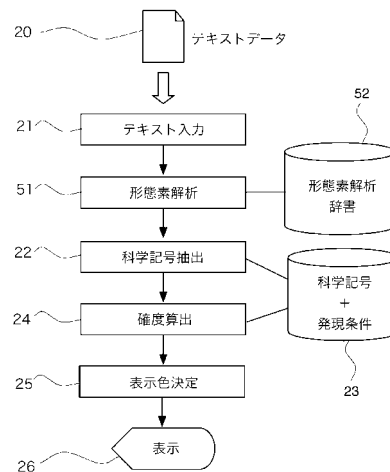 20
テキストデータ
52
21
テキスト入力
51
形態素解析
形態素解析
辞書
22
科学記号抽出
科学記号
+
発現条件
24
確度算出
23
25
表示色決定
26
表示